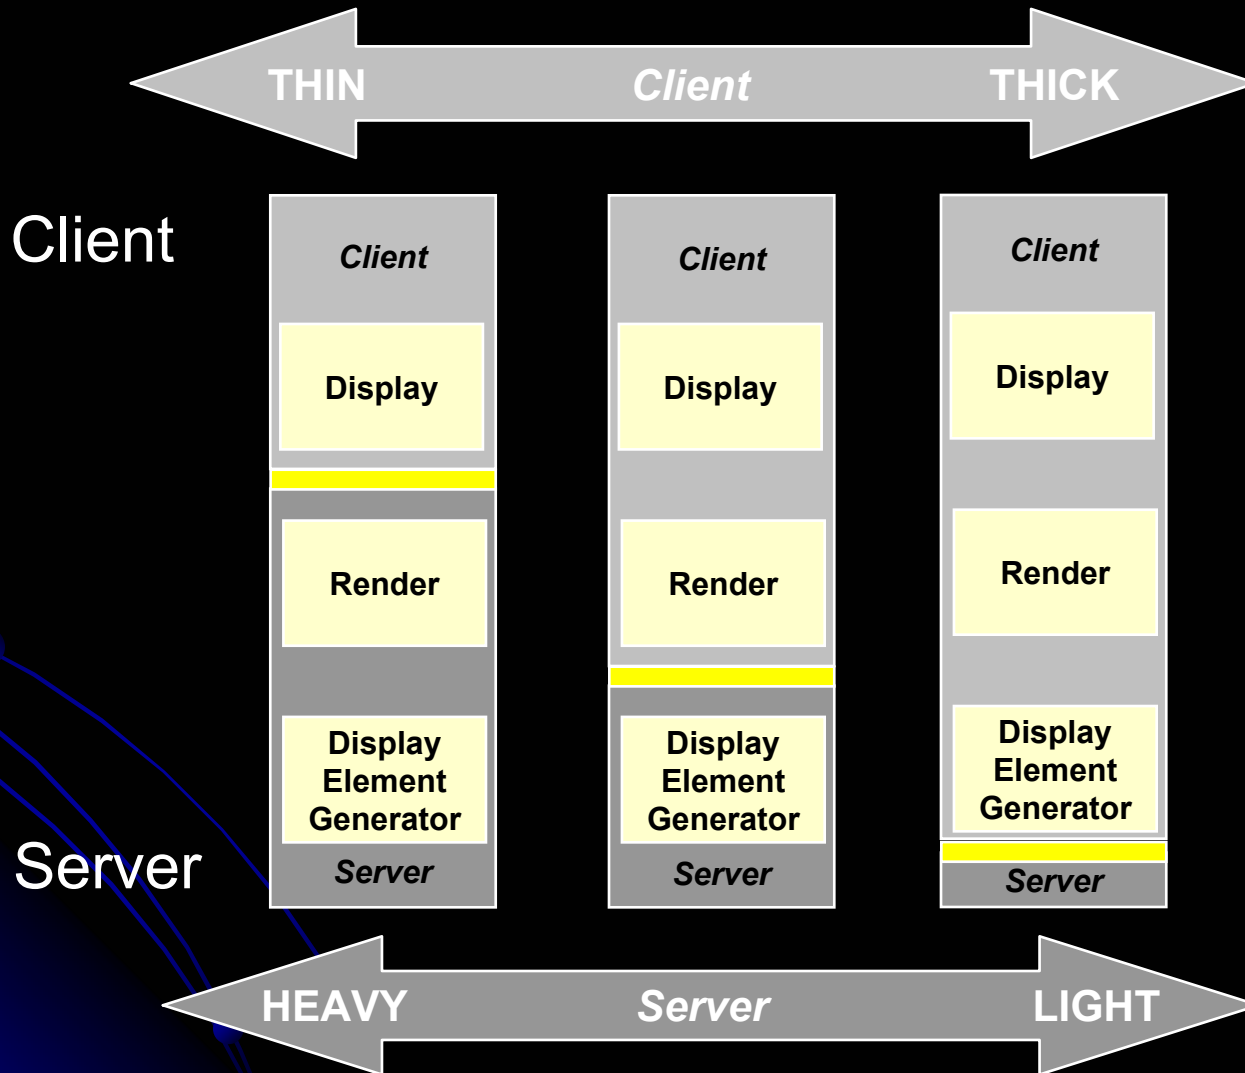 THIN Client THICK
Client
Client Client Client
Display Display Display
Render Render Render
Display Display Display
Element Element Element
Generator Generator Generator
Server
Server Server Server
HEAVY Server LIGHT